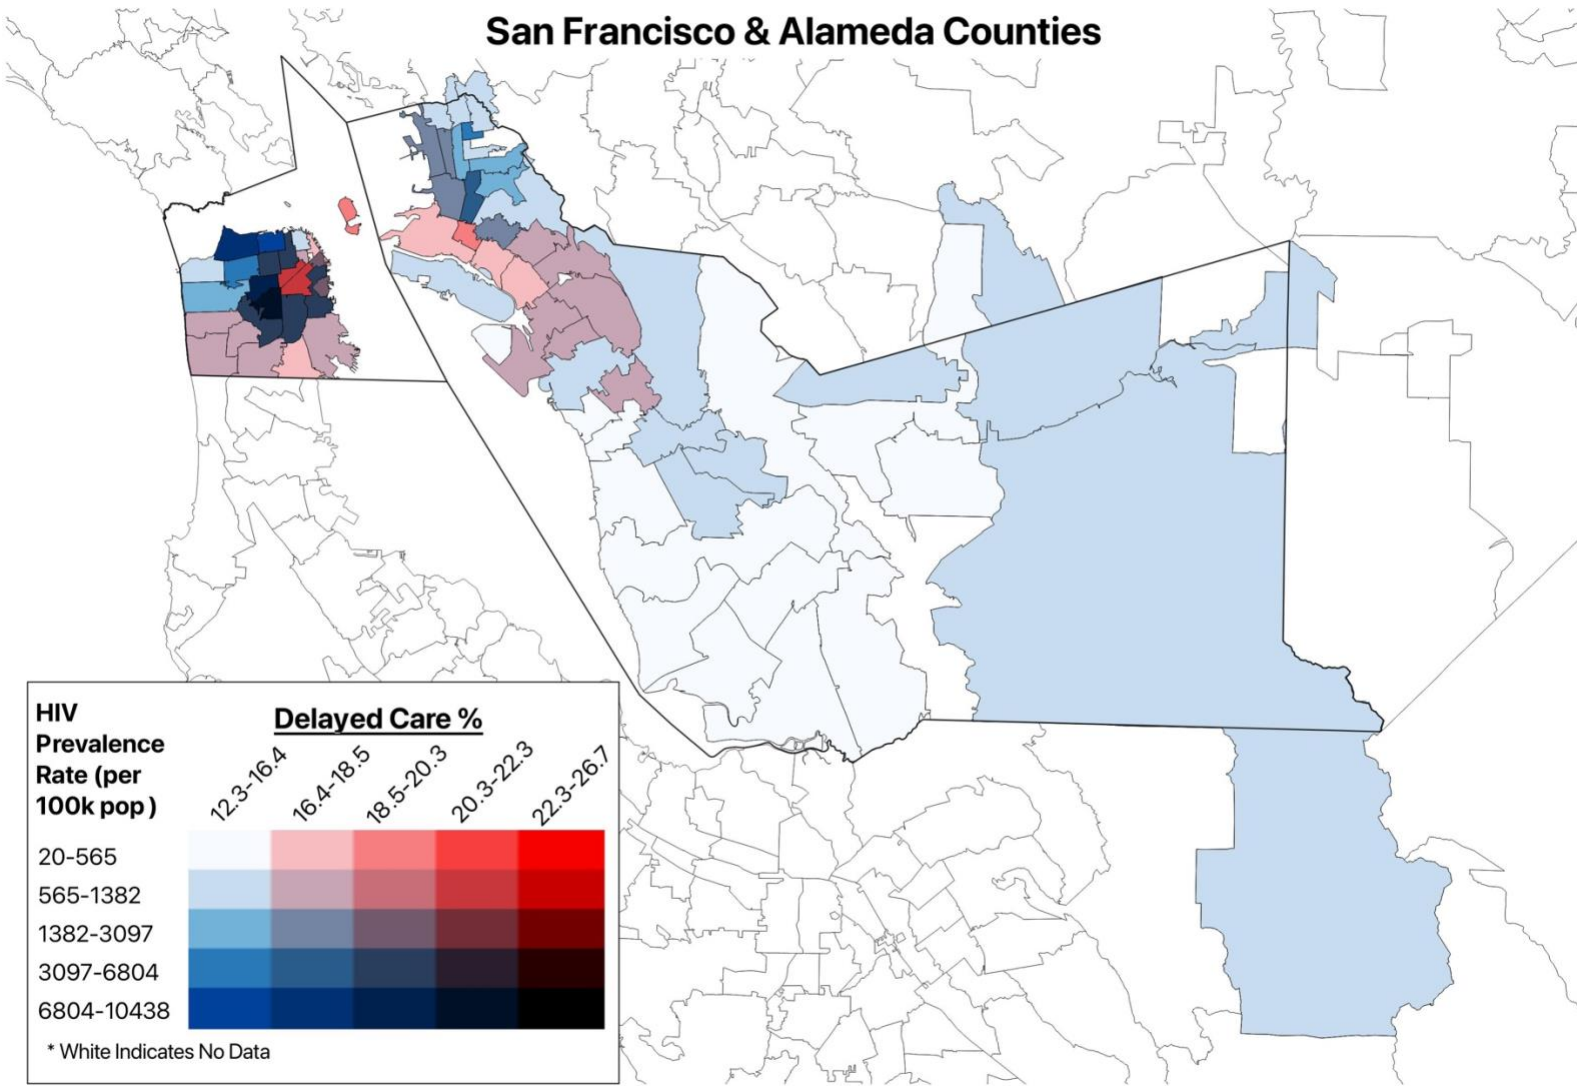 San Francisco & Alameda Counties
HIV
Prevalence
Rate (per
100k pop )
Delayed Care %
12.3-16.4
16.4-18.5
18.5-20.3
20.3-22.3
22.3-26.7
20-565
565-1382
1382-3097
3097-6804
6804-10438
* White Indicates No Data